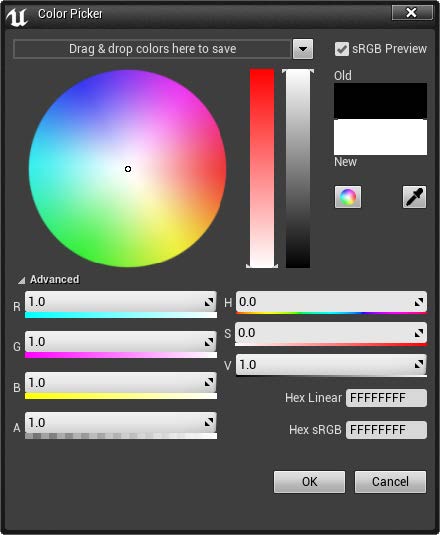 Color Picker
Drag & drop colors here to save
sRGB Preview
Old
New
Advanced
R 1.0
H 0.0
G 1.0
S 0.0
B 1.0
V 1.0
Hex Linear FFFFFFFF
A 1.0
Hex sRGB FFFFFFFF
OK Cancel